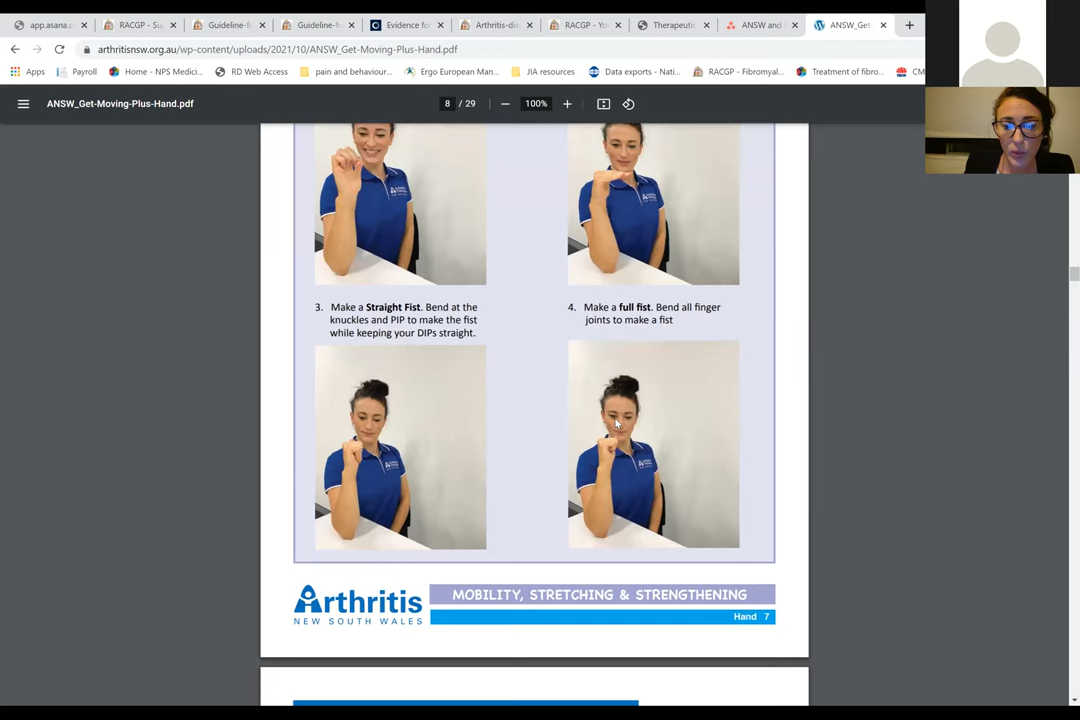 app.asana.c
RACGP - Su
Guideline-f
Guideline-f
Evidence fo
Arthritis-di
RACGP - Yo
Therapeutic
ANSW and
ANSW_Get-
arthritisnsw.org.au/wp-content/uploads/2021/10/ANSW_Get-Moving-Plus-Hand.pdf
Apps
Payroll
Home - NPS Medici...
RD Web Access
pain and behaviour...
Ergo European Man...
JIA resources
Data exports - Nati...
RACGP - Fibromyal...
Treatment of fibro...
CM
ANSW_Get-Moving-Plus-Hand.pdf
8 / 29
100%
3. Make a Straight Fist. Bend at the
knuckles and PIP to make the fist
while keeping your DIPs straight.
4. Make a full fist. Bend all finger
joints to make a fist
Arthritis
NEW SOUTH WALES
MOBILITY, STRETCHING & STRENGTHENING
Hand 7